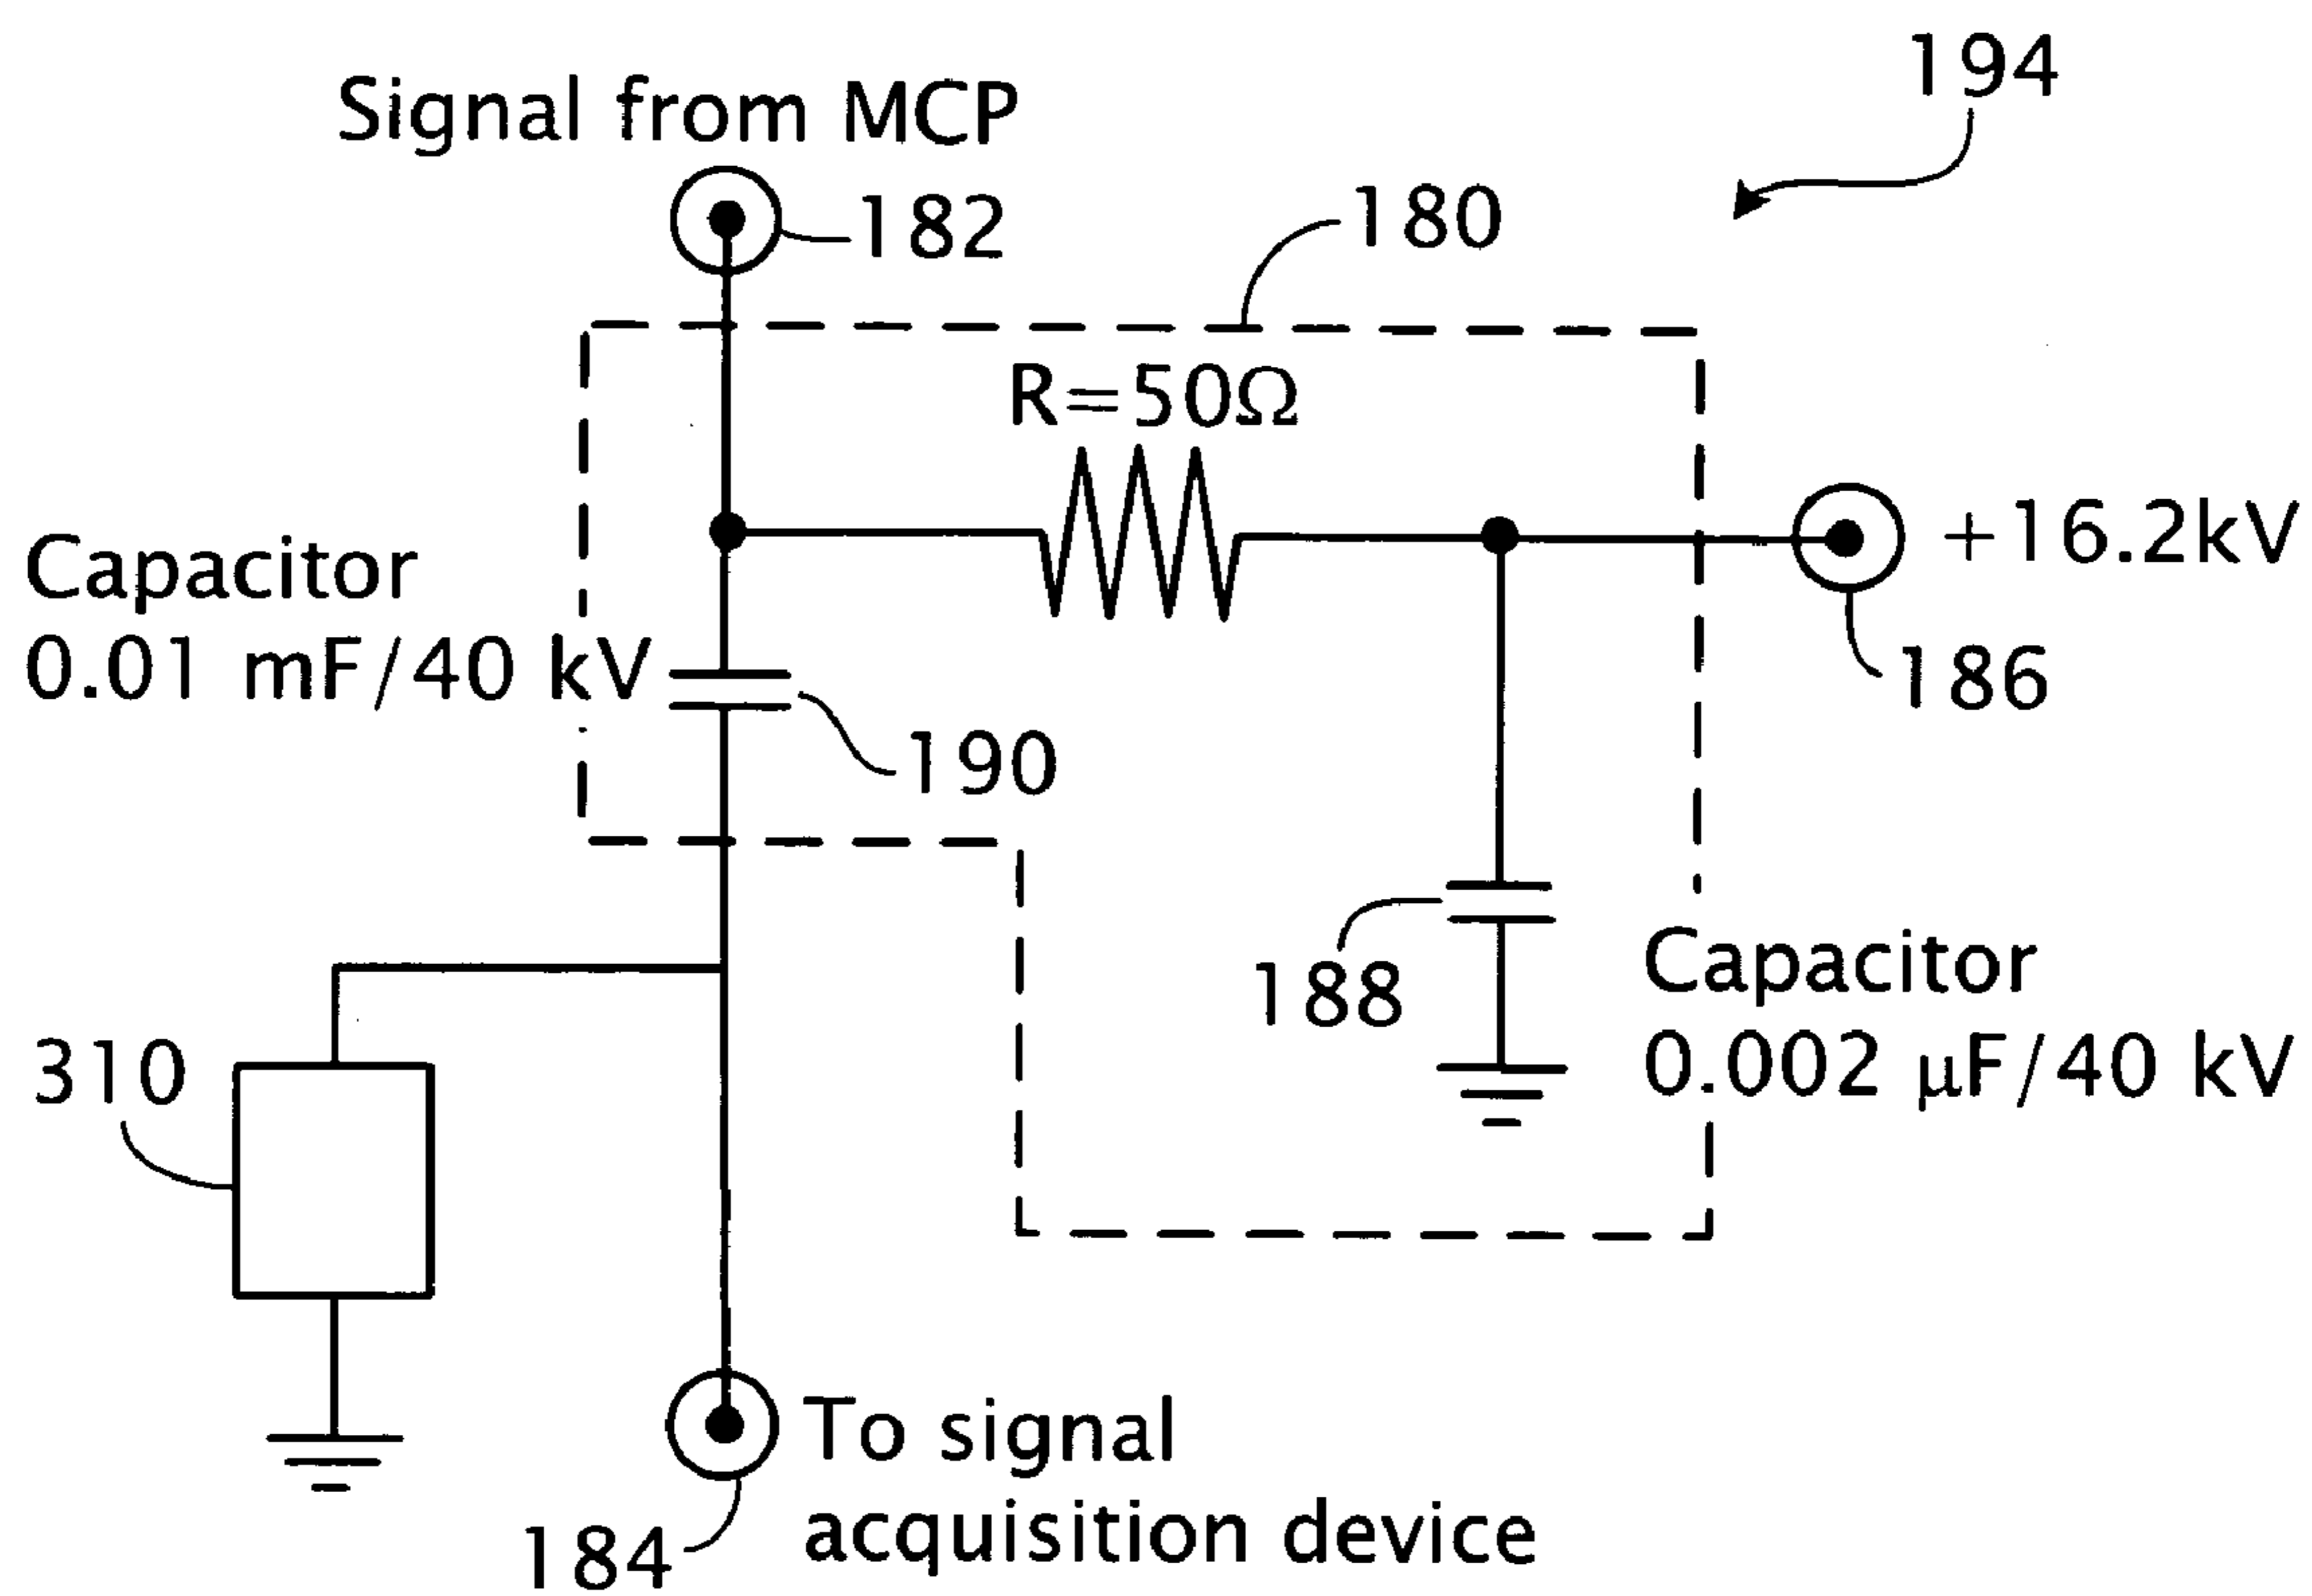 194
Signal from MCP
182
180
R=50Ω
Capacitor
0.01 mF/40 kV
+16.2kV
186
190
188
Capacitor
0.002 µF/40 kV
310
To signal
acquisition device
184